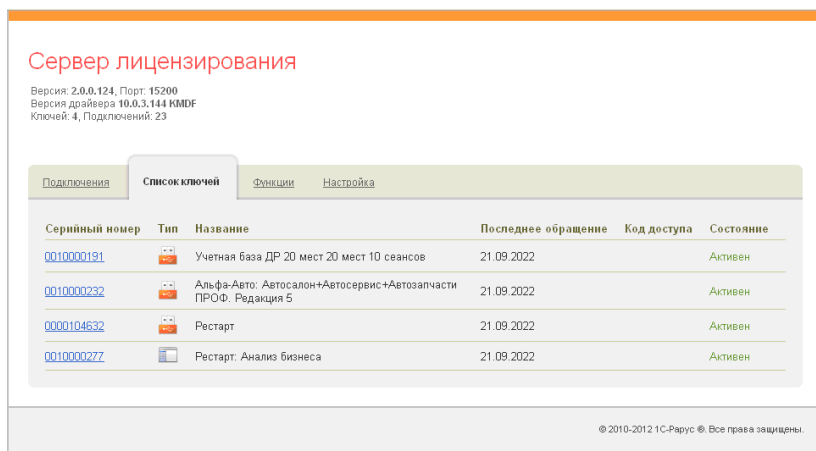 Сервер лицензирования
Версия: 2.0.0.124, Порт: 15200
Версия драйвера 10.0.3.144 KMDF
Ключей: 4, Подключений: 23
Подключения Список ключей Функции Настройка
Серийный номер Тип Название Последнее обращение Код доступа Состояние
0010000191 Учетная база ДР 20 мест 20 мест 10 сеансов 21.09.2022 Активен
0010000232 Альфа-Авто: Автосалон+Автосервис+Автозапчасти ПРОФ. Редакция 5 21.09.2022 Активен
0000104632 Рестарт 21.09.2022 Активен
0010000277 Рестарт: Анализ бизнеса 21.09.2022 Активен
© 2010-2012 1С-Рарус ®. Все права защищены.